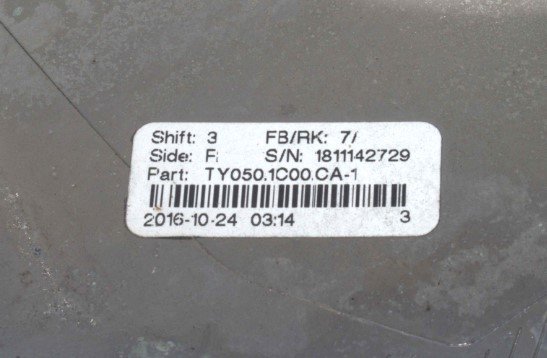 Shift: 3 FB/RK: 7/
Side: F: S/N: 1811142729
Part: TY050.1C00.CA-1
2016-10-24 03:14 3